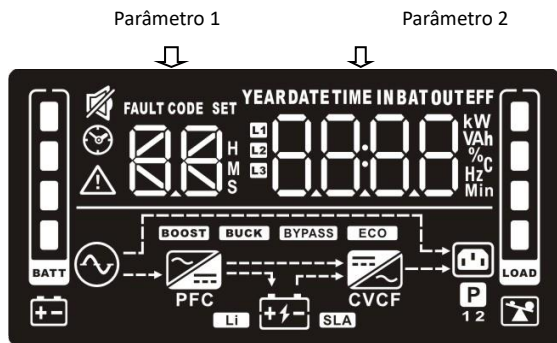 Parâmetro 1 Parâmetro 2
FAULT CODE SET YEAR DATE TIME IN BAT OUT EFF
L1 kW
H VAh
L2 %
M °C
L3 Hz
S Min
BOOST BUCK BYPASS ECO
BATT LOAD
PFC CVCF P
Li SLA 1 2